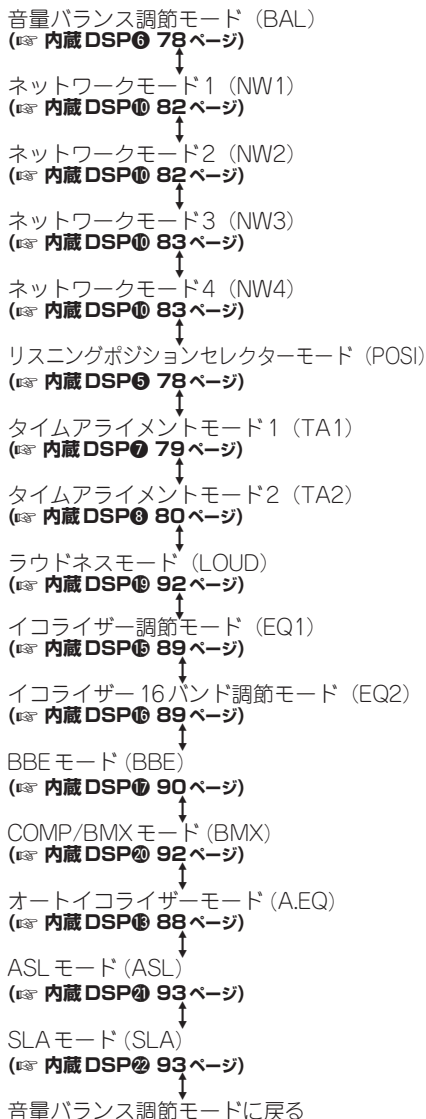 音量バランス調節モード（BAL）
(☞ 内蔵DSP❻ 78ページ)
ネットワークモード1（NW1）
(☞ 内蔵DSP❿ 82ページ)
ネットワークモード2（NW2）
(☞ 内蔵DSP❿ 82ページ)
ネットワークモード3（NW3）
(☞ 内蔵DSP❿ 83ページ)
ネットワークモード4（NW4）
(☞ 内蔵DSP❿ 83ページ)
リスニングポジションセレクターモード（POSI）
(☞ 内蔵DSP❺ 78ページ)
タイムアライメントモード1（TA1）
(☞ 内蔵DSP❼ 79ページ)
タイムアライメントモード2（TA2）
(☞ 内蔵DSP❽ 80ページ)
ラウドネスモード（LOUD）
(☞ 内蔵DSP⓳ 92ページ)
イコライザー調節モード（EQ1）
(☞ 内蔵DSP⓯ 89ページ)
イコライザー16バンド調節モード（EQ2）
(☞ 内蔵DSP⓰ 89ページ)
BBEモード(BBE)
(☞ 内蔵DSP⓱ 90ページ)
COMP/BMXモード(BMX)
(☞ 内蔵DSP⓴ 92ページ)
オートイコライザーモード(A.EQ)
(☞ 内蔵DSP⓭ 88ページ)
ASLモード(ASL)
(☞ 内蔵DSP㉑ 93ページ)
SLAモード(SLA)
(☞ 内蔵DSP㉒ 93ページ)
音量バランス調節モードに戻る